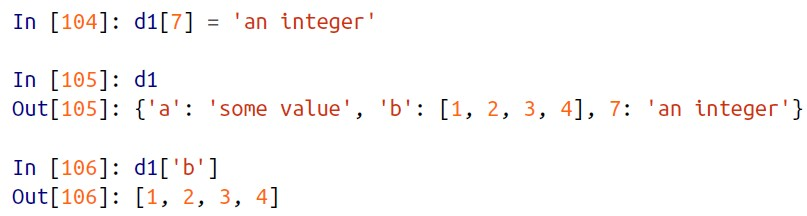 In [104]: d1[7] = 'an integer'
In [105]: d1
Out[105]: {'a': 'some value', 'b': [1, 2, 3, 4], 7: 'an integer'}
In [106]: d1['b']
Out[106]: [1, 2, 3, 4]